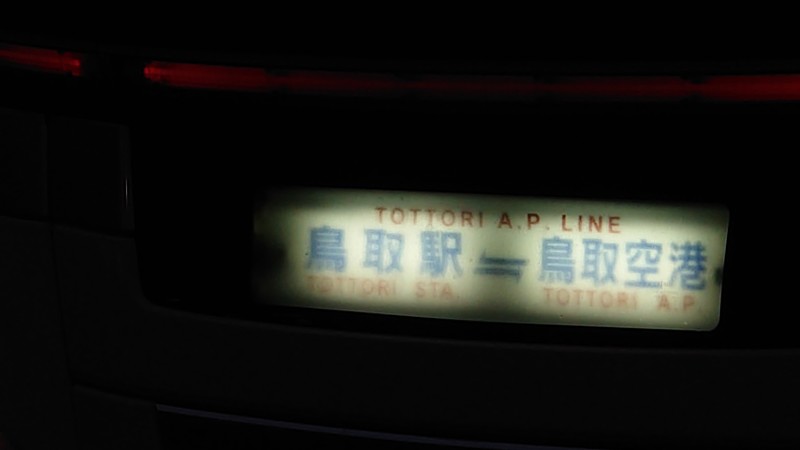 TOTTORI A.P. LINE
鳥取駅 ⇌ 鳥取空港
TOTTORI STA. TOTTORI A.P.